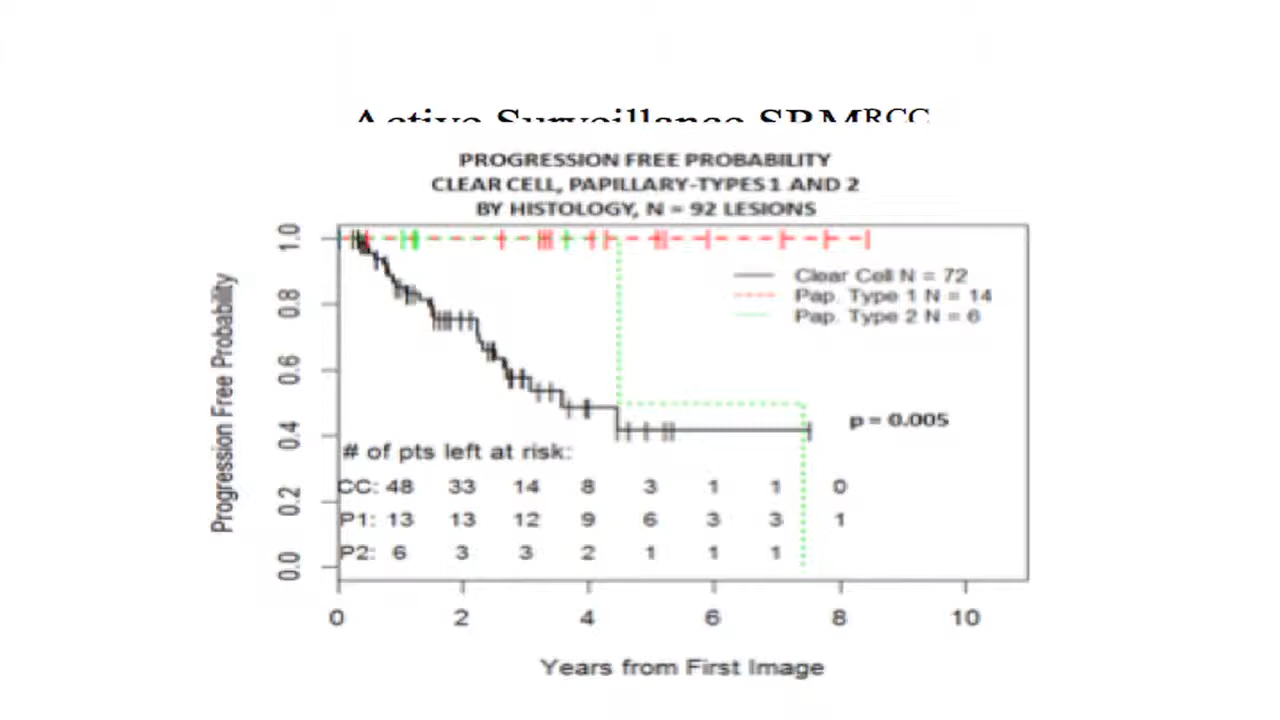 Active Surveillance SRMRCC
PROGRESSION FREE PROBABILITY
CLEAR CELL, PAPILLARY-TYPES 1 AND 2
BY HISTOLOGY, N = 92 LESIONS
Progression Free Probability
1.0
0.8
0.6
0.4
0.2
0.0
Clear Cell N = 72
Pap. Type 1 N = 14
Pap. Type 2 N = 6
p = 0.005
# of pts left at risk:
CC: 48 33 14 8 3 1 1 0
P1: 13 13 12 9 6 3 3 1
P2: 6 3 3 2 1 1 1
0 2 4 6 8 10
Years from First Image